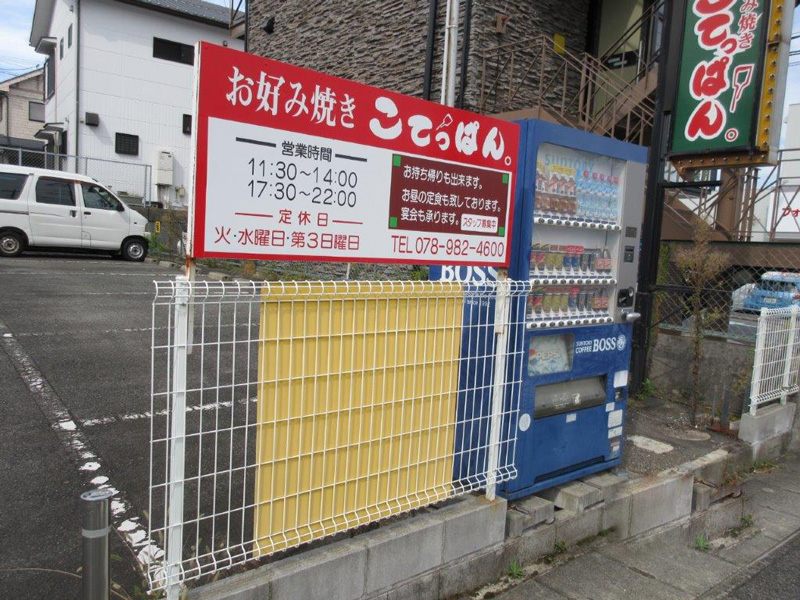 お好み焼き こてっぱん。
営業時間
11:30～14:00
17:30～22:00
定休日
火・水曜日・第3日曜日
お持ち帰りも出来ます。
お昼の定食も致しております。
宴会も承ります。スタッフ募集中
TEL 078-982-4600
お好み焼き
こてっぱん。
SUNTORY
BOSS
SUNTORY COFFEE BOSS